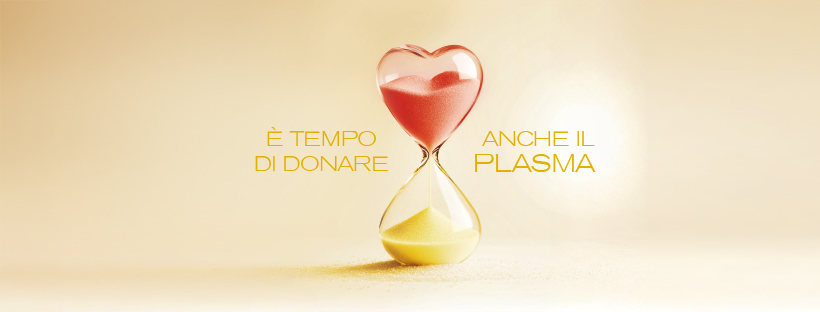 È TEMPO
DI DONARE
ANCHE IL
PLASMA